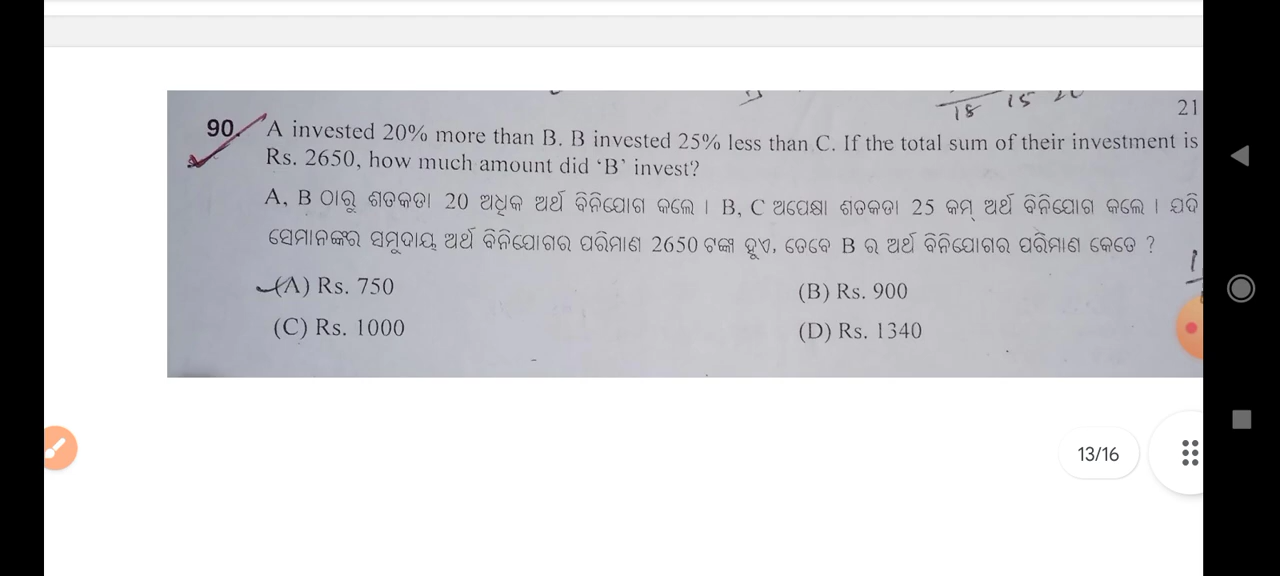 18 15 20
21
90. A invested 20% more than B. B invested 25% less than C. If the total sum of their investment is
Rs. 2650, how much amount did ‘B’ invest?
A, B ଠାରୁ ଶତକଡା 20 ଅଧିକ ଅର୍ଥ ବିନିଯୋଗ କଲେ । B, C ଅପେକ୍ଷା ଶତକଡା 25 କମ୍ ଅର୍ଥ ବିନିଯୋଗ କଲେ । ଯଦି
ସେମାନଙ୍କର ସମୁଦାୟ ଅର୍ଥ ବିନିଯୋଗର ପରିମାଣ 2650 ଟଙ୍କା ହୁଏ, ତେବେ B ର ଅର୍ଥ ବିନିଯୋଗର ପରିମାଣ କେତେ ?
(A) Rs. 750 (B) Rs. 900
(C) Rs. 1000 (D) Rs. 1340
13/16